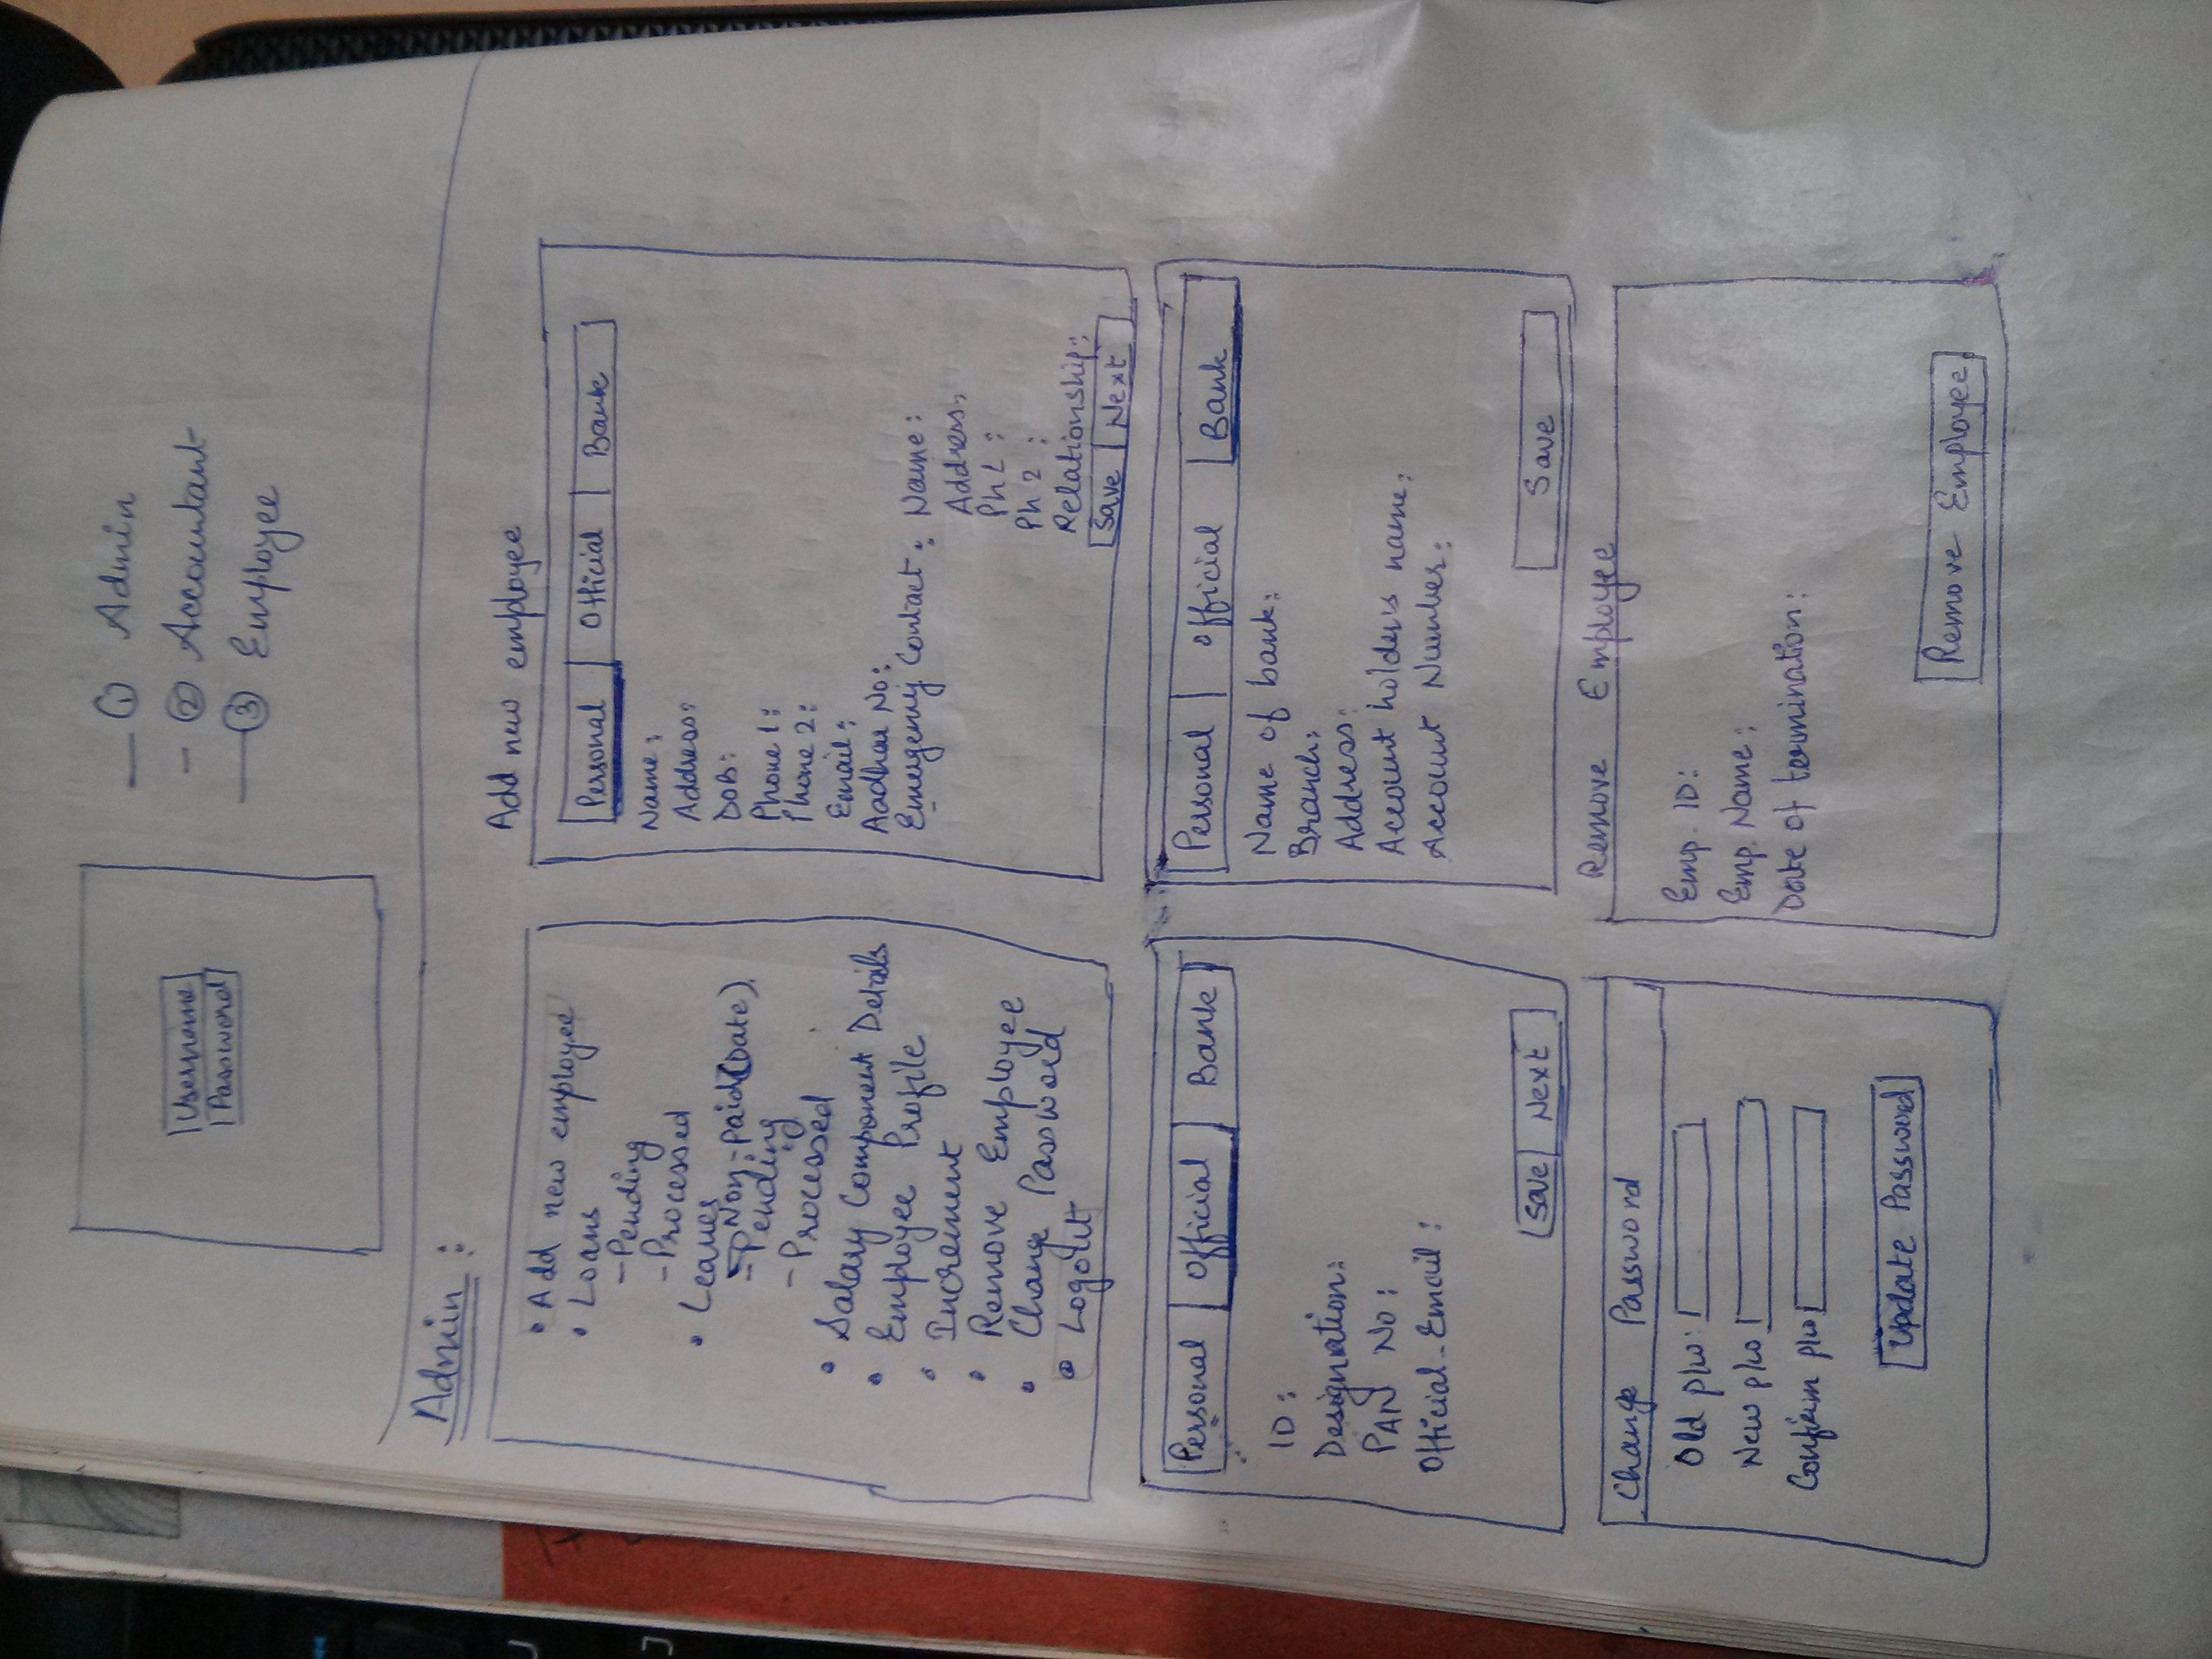 Username
Password
① Admin
② Accountant
③ Employee
Admin :
• Add new employee
• Loans
- Pending
- Processed
• Leaves
- Non-Paid (Date)
- Pending
- Processed
• Salary Component Details
• Employee Profile
• Increment
• Remove Employee
• Change Password
• Logout
Add new employee
Personal Official Bank
Name:
Address:
DOB:
Phone 1:
Phone 2:
Email:
Aadhar No:
Emergency Contact: Name:
Address:
Ph 1:
Ph 2:
Relationship:
Save Next
Personal Official Bank
ID:
Designation:
PAN No:
Official-Email:
Save Next
Personal Official Bank
Name of bank:
Branch:
Address:
Account holders name:
Account Number:
Save
Change Password
Old p/w:
New p/w
Confirm p/w
Update Password
Remove Employee
Emp. ID:
Emp. Name:
Date of termination:
Remove Employee